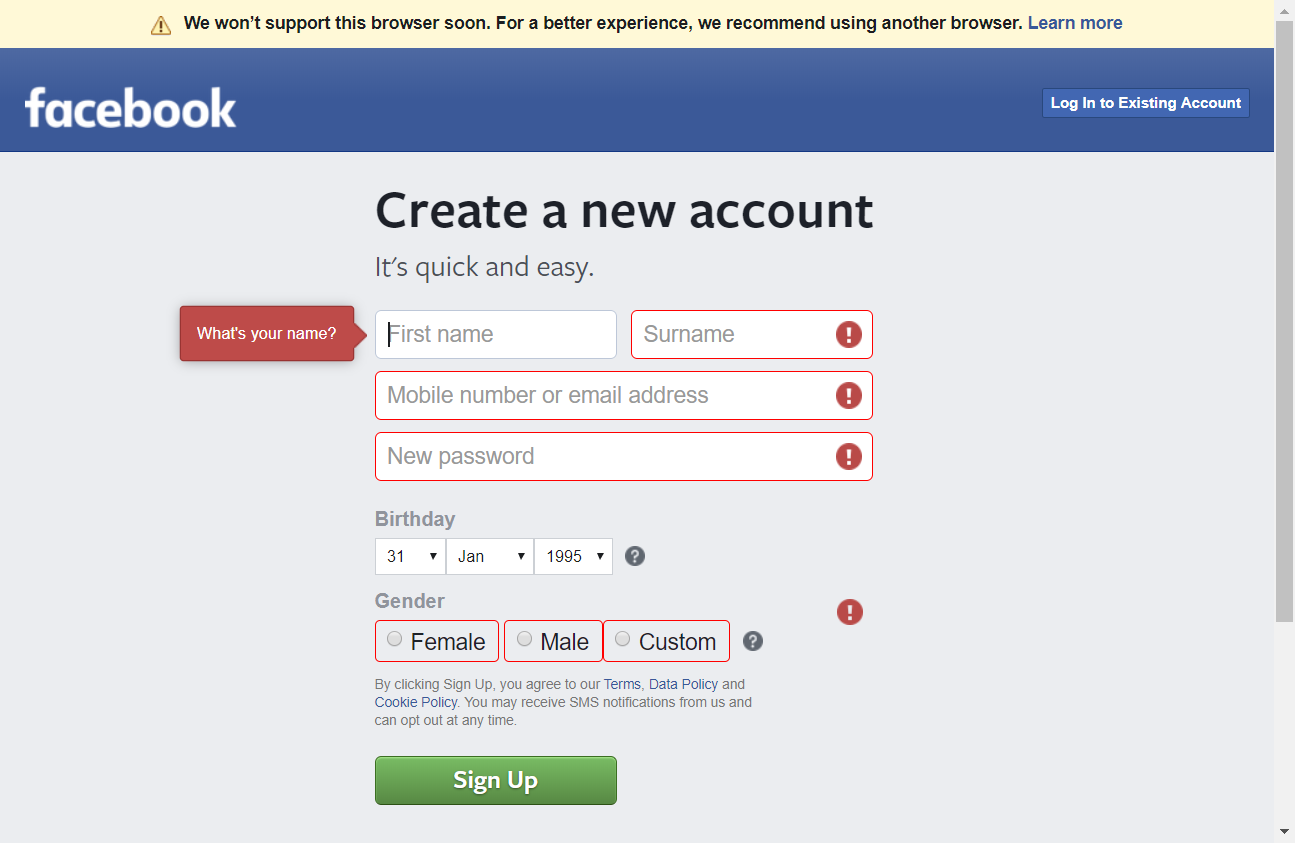 We won’t support this browser soon. For a better experience, we recommend using another browser. Learn more
facebook
Log In to Existing Account
Create a new account
It's quick and easy.
What's your name?
First name
Surname
Mobile number or email address
New password
Birthday
31 Jan 1995
Gender
Female Male Custom
By clicking Sign Up, you agree to our Terms, Data Policy and
Cookie Policy. You may receive SMS notifications from us and
can opt out at any time.
Sign Up